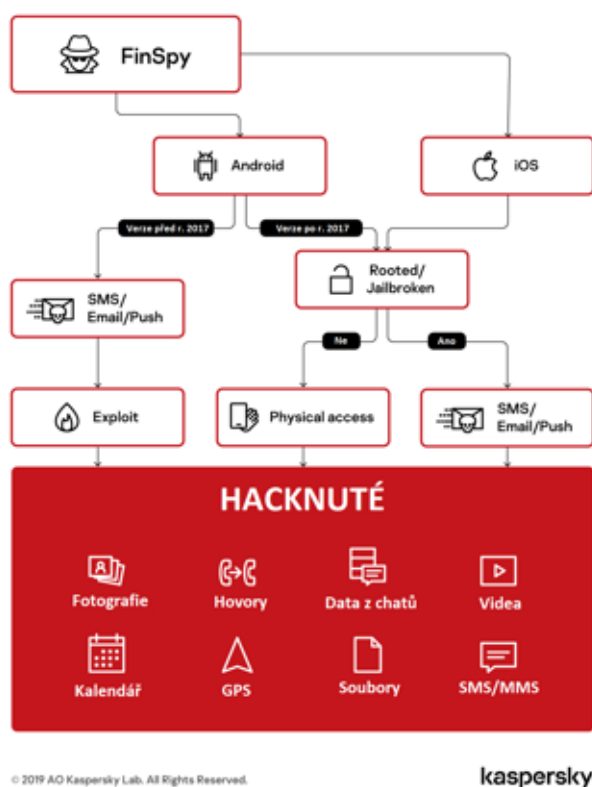 FinSpy
Android
iOS
Verze před r. 2017
Verze po r. 2017
Rooted/
Jailbroken
SMS/
Email/Push
Ne
Ano
Exploit
Physical access
SMS/
Email/Push
HACKNUTÉ
Fotografie
Hovory
Data z chatů
Videa
Kalendář
GPS
Soubory
SMS/MMS
© 2019 AO Kaspersky Lab. All Rights Reserved.
kaspersky